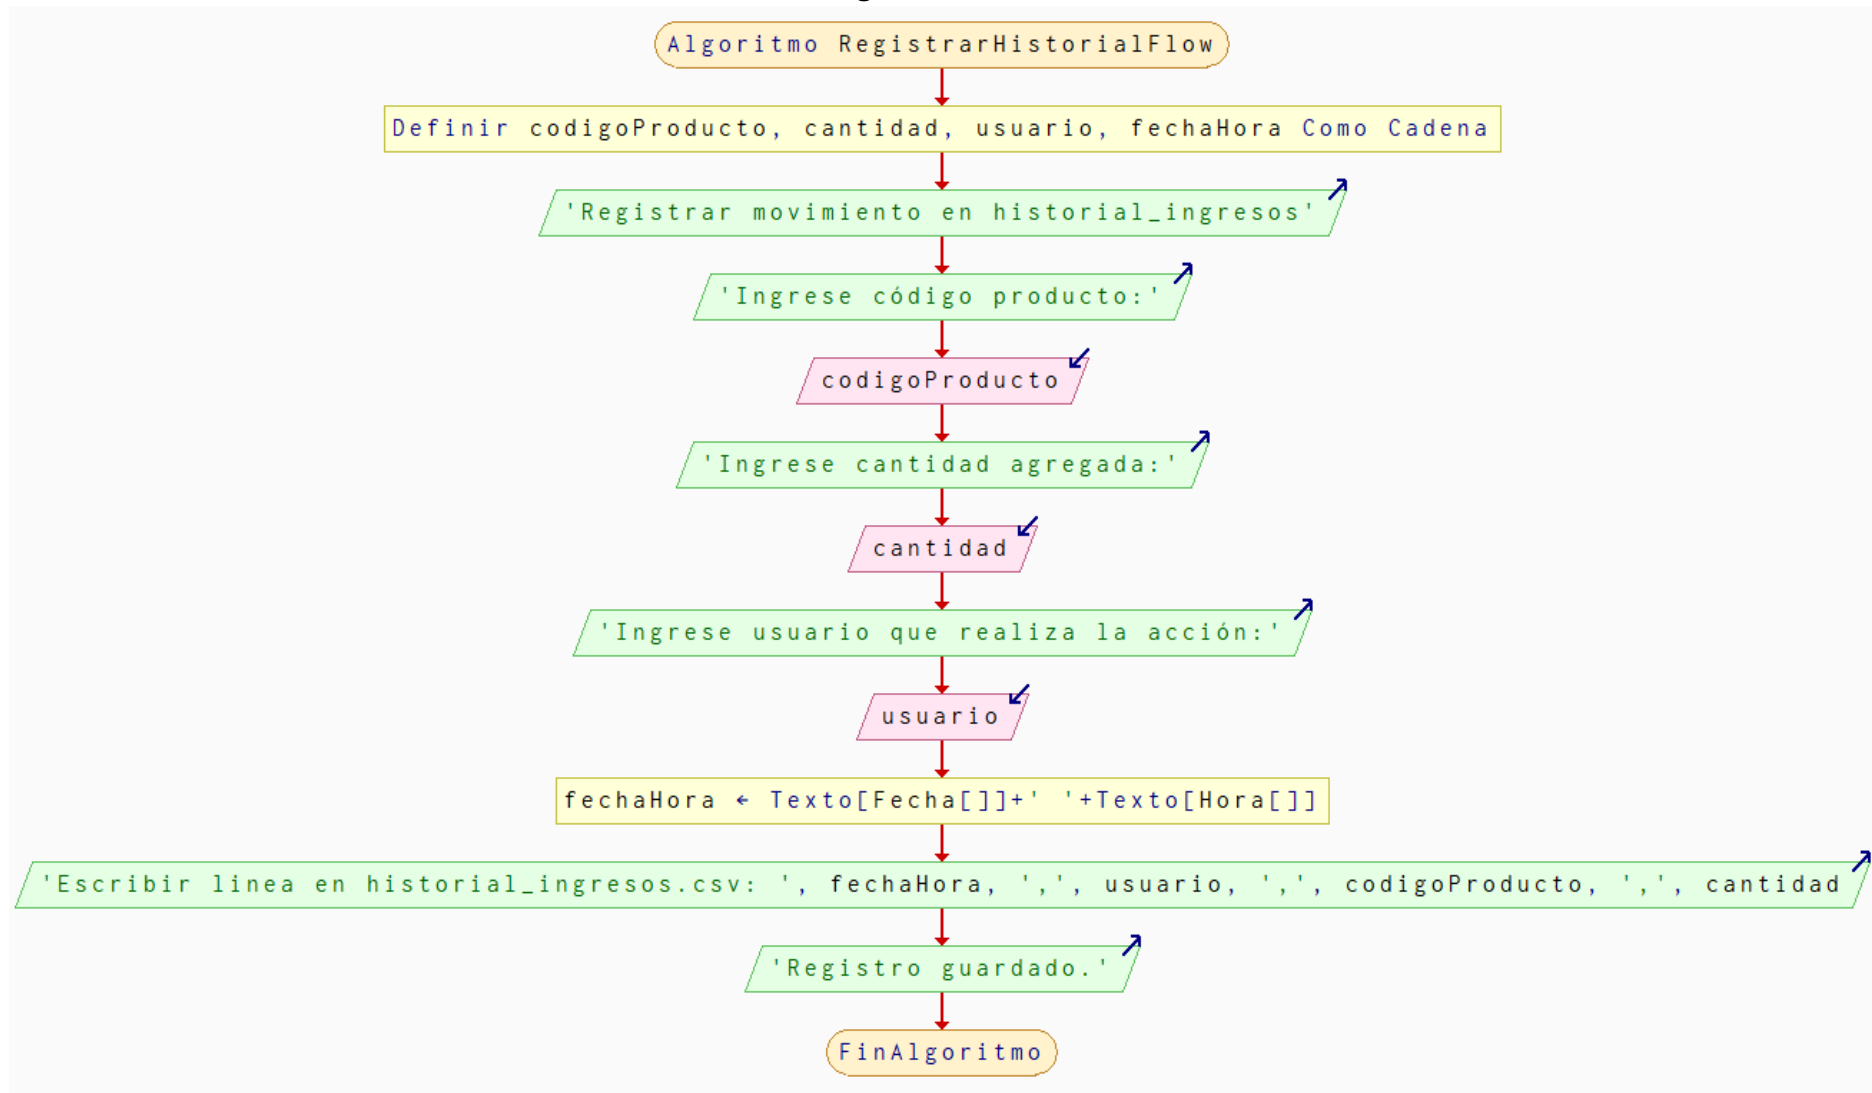 Algoritmo RegistrarHistorialFlow
Definir codigoProducto, cantidad, usuario, fechaHora Como Cadena
'Registrar movimiento en historial_ingresos'
'Ingrese código producto:'
codigoProducto
'Ingrese cantidad agregada:'
cantidad
'Ingrese usuario que realiza la acción:'
usuario
fechaHora ← Texto[Fecha[]]+' '+Texto[Hora[]]
'Escribir linea en historial_ingresos.csv: ', fechaHora, ',', usuario, ',', codigoProducto, ',', cantidad
'Registro guardado.'
FinAlgoritmo